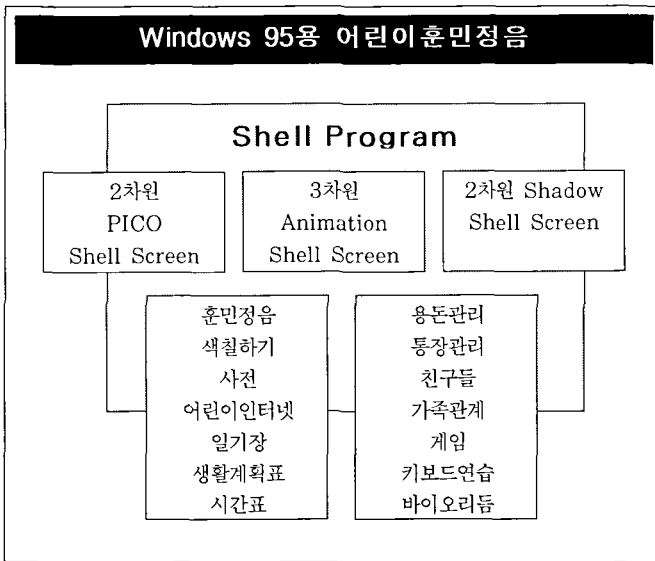 Windows 95용 어린이훈민정음
Shell Program
2차원
PICO
Shell Screen
3차원
Animation
Shell Screen
2차원 Shadow
Shell Screen
훈민정음
색칠하기
사전
어린이인터넷
일기장
생활계획표
시간표
용돈관리
통장관리
친구들
가족관계
게임
키보드연습
바이오리듬